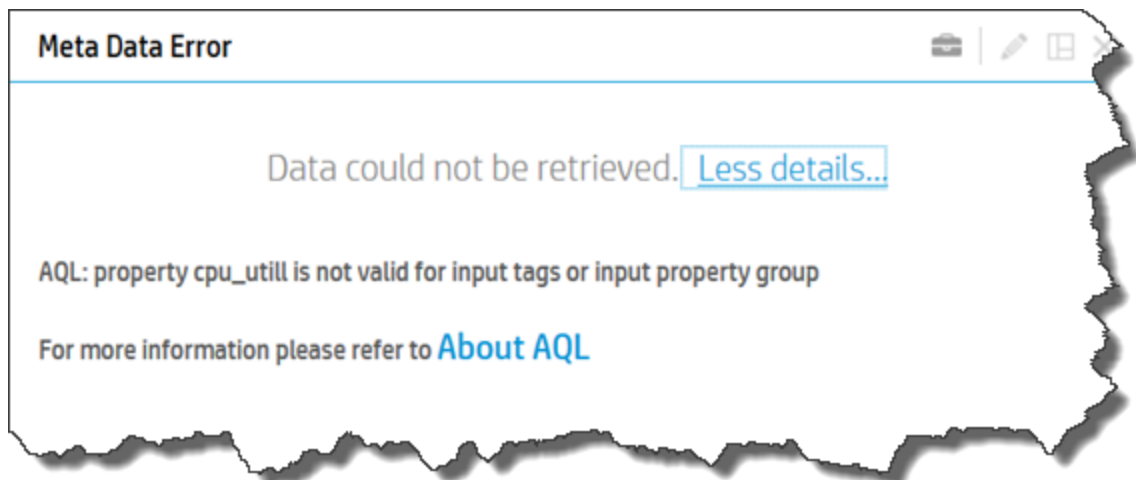 Meta Data Error
Data could not be retrieved. Less details...
AQL: property cpu_utill is not valid for input tags or input property group
For more information please refer to About AQL